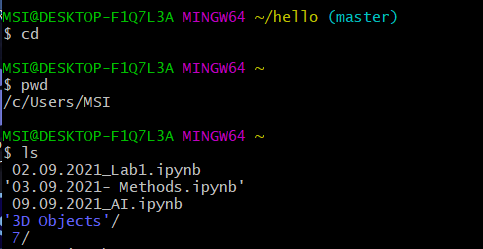 MSI@DESKTOP-F1Q7L3A MINGW64 ~/hello (master)
$ cd
MSI@DESKTOP-F1Q7L3A MINGW64 ~
$ pwd
/c/Users/MSI
MSI@DESKTOP-F1Q7L3A MINGW64 ~
$ ls
02.09.2021_Lab1.ipynb
'03.09.2021- Methods.ipynb'
09.09.2021_AI.ipynb
'3D Objects'/
7/